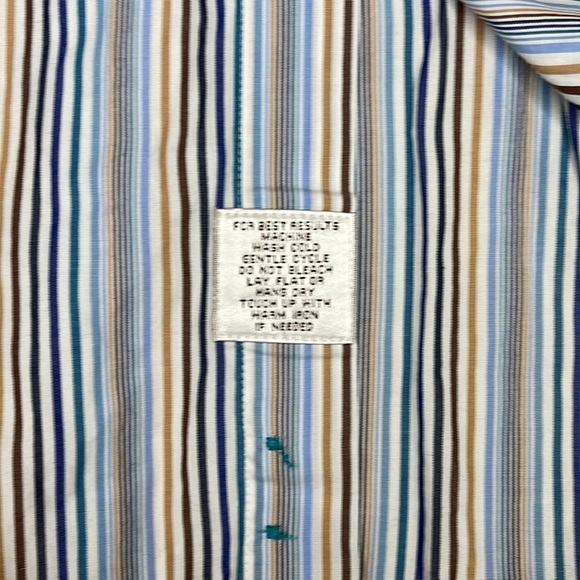 FOR BEST RESULTS
MACHINE
WASH COLD
GENTLE CYCLE
DO NOT BLEACH
LAY FLAT OR
HANG DRY
TOUCH UP WITH
WARM IRON
IF NEEDED